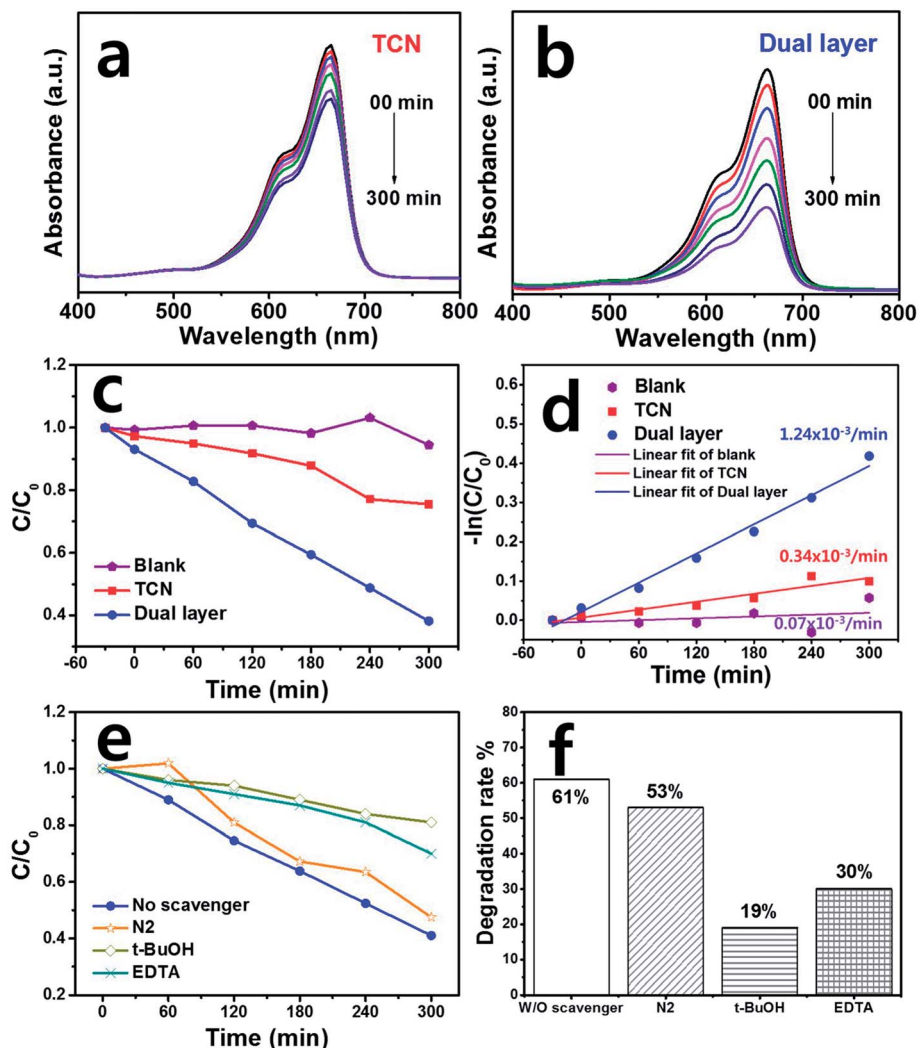 a
TCN
00 min
300 min
Absorbance (a.u.)
400 500 600 700 800
Wavelength (nm)
b
Dual layer
00 min
300 min
Absorbance (a.u.)
400 500 600 700 800
Wavelength (nm)
c
C/C0
1.2
1.0
0.8
0.6
0.4
Blank
TCN
Dual layer
-60 0 60 120 180 240 300
Time (min)
d
-ln(C/C0)
0.6
0.5
0.4
0.3
0.2
0.1
0.0
Blank
TCN
Dual layer
Linear fit of blank
Linear fit of TCN
Linear fit of Dual layer
1.24x10-3/min
0.34x10-3/min
0.07x10-3/min
-60 0 60 120 180 240 300
Time (min)
e
C/C0
1.2
1.0
0.8
0.6
0.4
0.2
No scavenger
N2
t-BuOH
EDTA
0 60 120 180 240 300
Time (min)
f
Degradation rate %
80
70
60
50
40
30
20
10
0
61%
53%
19%
30%
W/O scavenger N2 t-BuOH EDTA